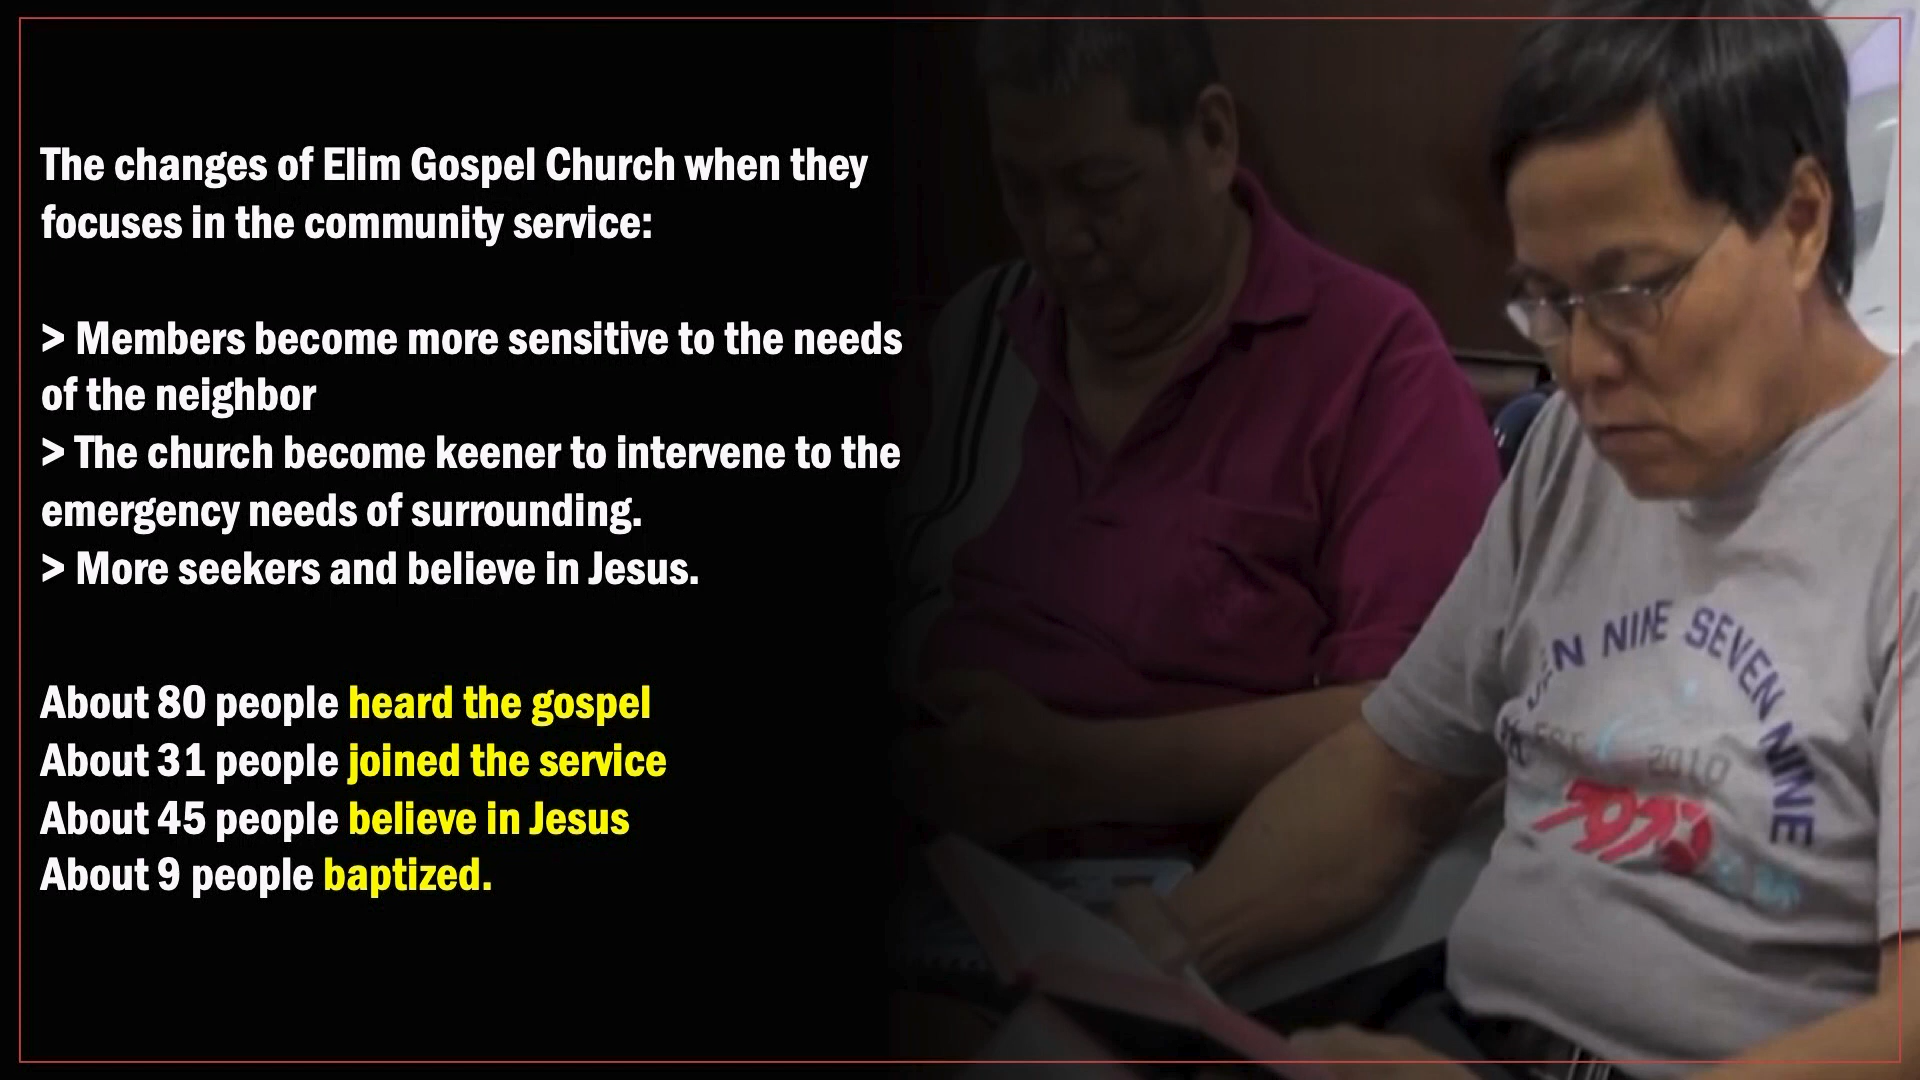 The changes of Elim Gospel Church when they
focuses in the community service:
> Members become more sensitive to the needs
of the neighbor
> The church become keener to intervene to the
emergency needs of surrounding.
> More seekers and believe in Jesus.
About 80 people heard the gospel
About 31 people joined the service
About 45 people believe in Jesus
About 9 people baptized.
NINE SEVEN NINE
2010